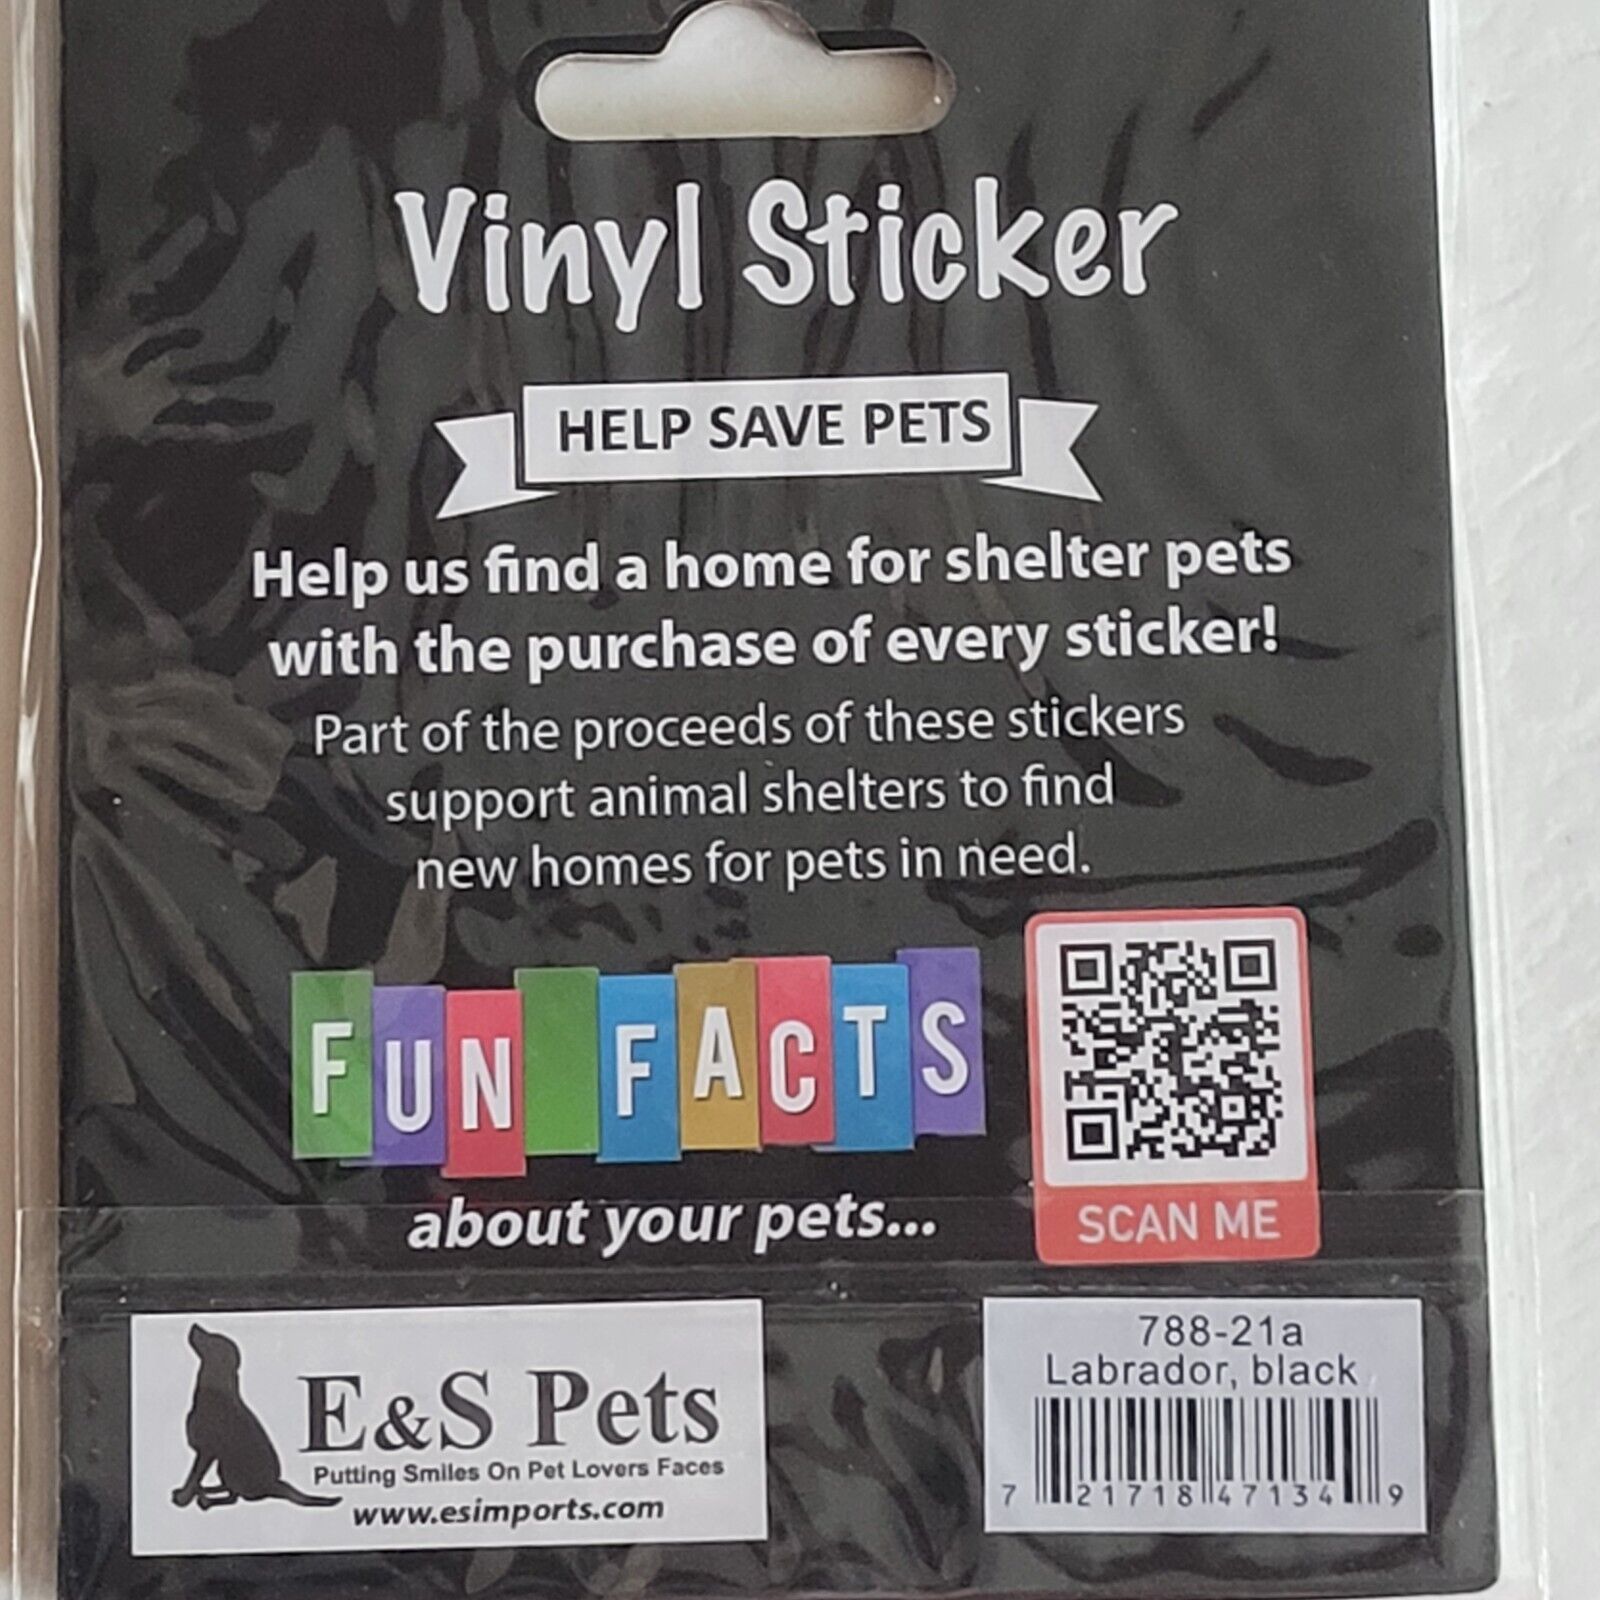 Vinyl Sticker
HELP SAVE PETS
Help us find a home for shelter pets
with the purchase of every sticker!
Part of the proceeds of these stickers
support animal shelters to find
new homes for pets in need.
FUN FACTS
about your pets...
SCAN ME
E&S Pets
Putting Smiles On Pet Lovers Faces
www.esimports.com
788-21a
Labrador, black
7 21718 47134 9